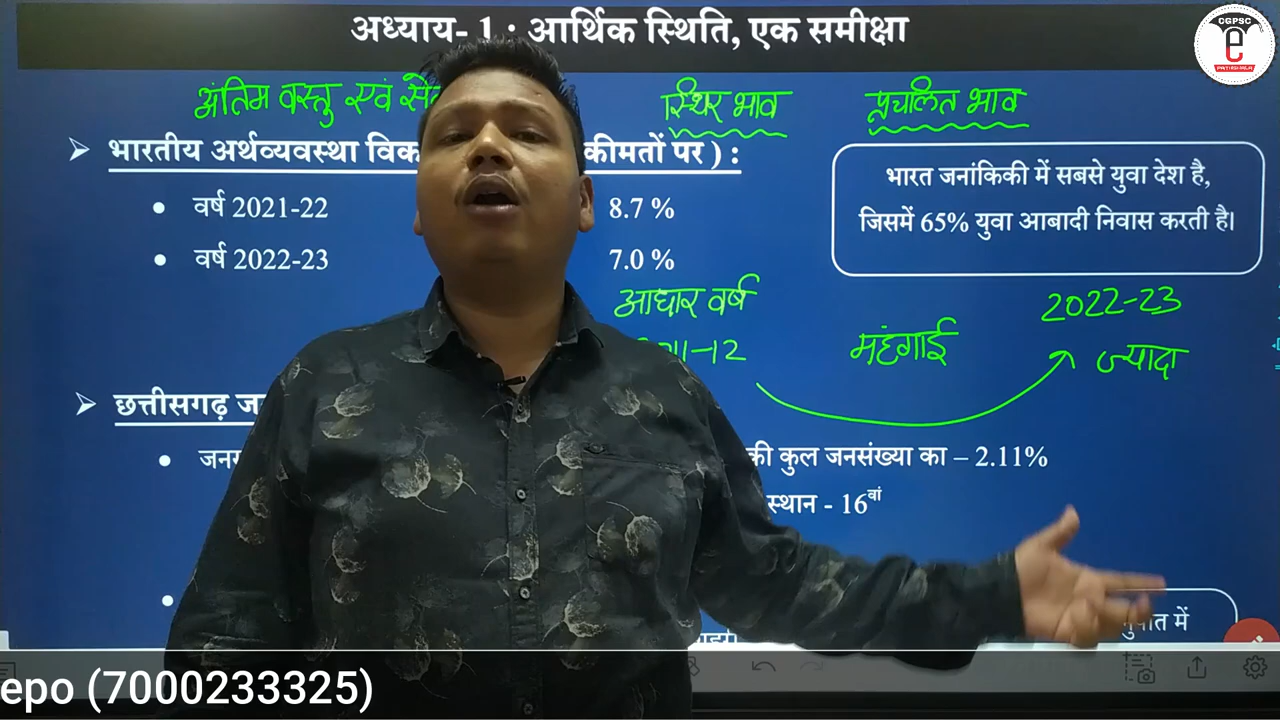 अध्याय- 1 : आर्थिक स्थिति, एक समीक्षा
CGPSC
e
PATHSHALA
अंतिम वस्तु एवं
स्थिर भाव
प्रचलित भाव
भारतीय अर्थव्यवस्था
कीमतों पर ) :
वर्ष 2021-22 8.7 %
वर्ष 2022-23 7.0 %
भारत जनांकिकी में सबसे युवा देश है,
जिसमें 65% युवा आबादी निवास करती है।
आधार वर्ष
महंगाई
2022-23
ज्यादा
छत्तीसगढ़
की कुल जनसंख्या का – 2.11%
स्थान - 16वां
में
epo (7000233325)